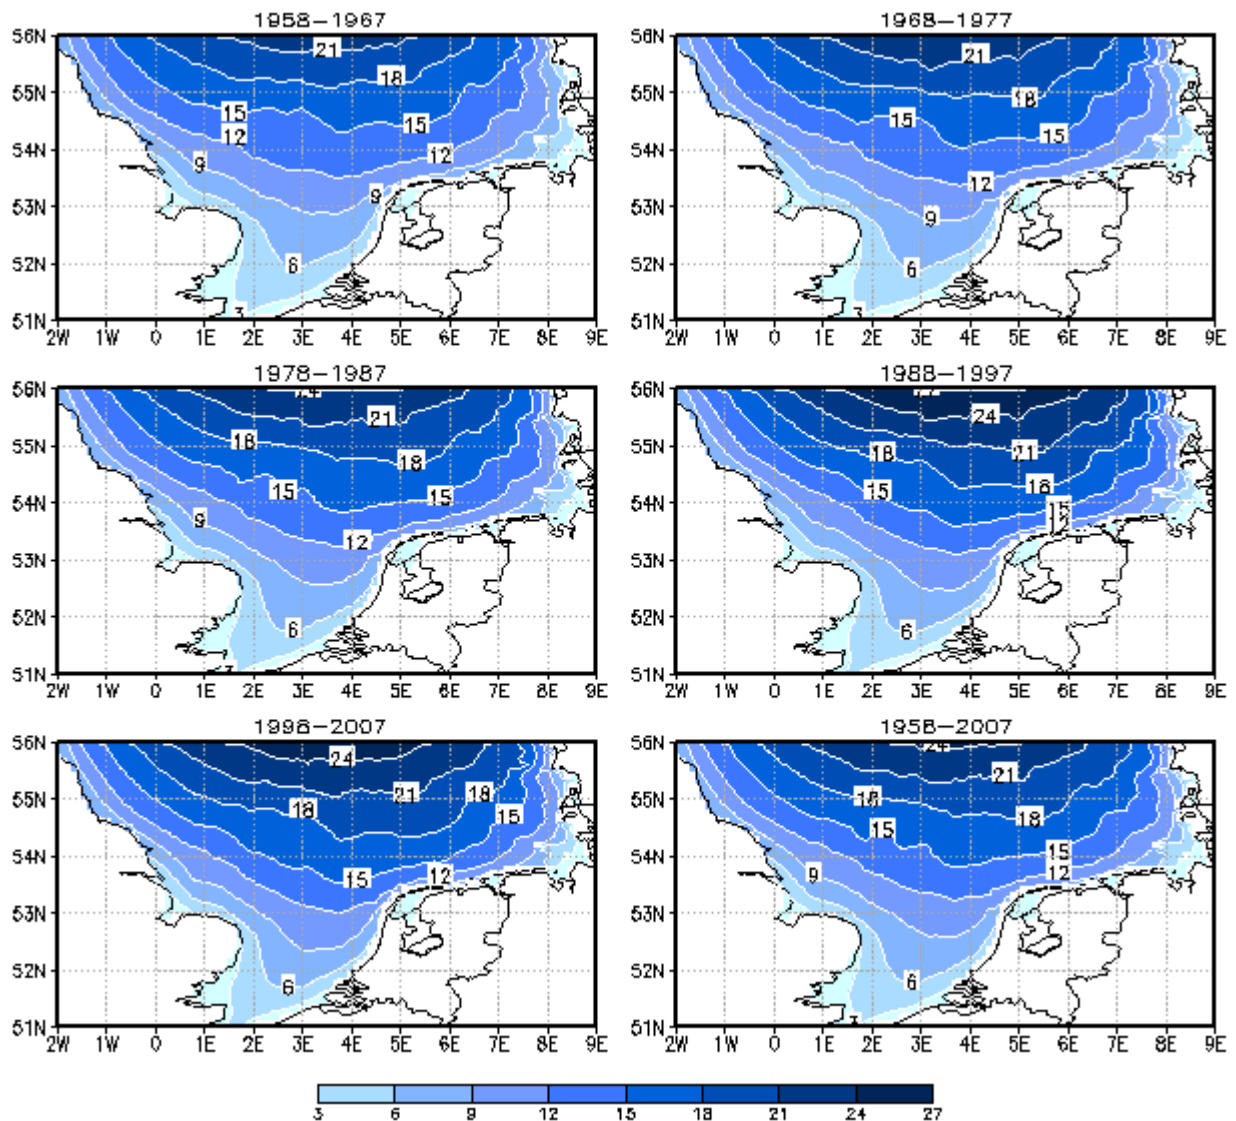 1958-1967 1968-1977
56N 21 56N 21
55N 18 55N 18
15 15 15 15
54N 12 12 54N
9 9 12
53N 53N 9
52N 6 52N 6
51N 3 51N 3
2W 1W 0 1E 2E 3E 4E 5E 6E 7E 8E 9E 2W 1W 0 1E 2E 3E 4E 5E 6E 7E 8E 9E
1978-1987 1988-1997
56N 24 21 56N 24
55N 18 18 55N 18 21
54N 15 15 54N 15 18 15
9 12 12
53N 53N
52N 6 52N 6
51N 51N
2W 1W 0 1E 2E 3E 4E 5E 6E 7E 8E 9E 2W 1W 0 1E 2E 3E 4E 5E 6E 7E 8E 9E
1998-2007 1958-2007
56N 24 56N 24 21
55N 18 21 18 15 55N 18 18
54N 15 12 54N 15 15 12
53N 53N 9
52N 6 52N 6
51N 51N
2W 1W 0 1E 2E 3E 4E 5E 6E 7E 8E 9E 2W 1W 0 1E 2E 3E 4E 5E 6E 7E 8E 9E
3 6 9 12 15 18 21 24 27